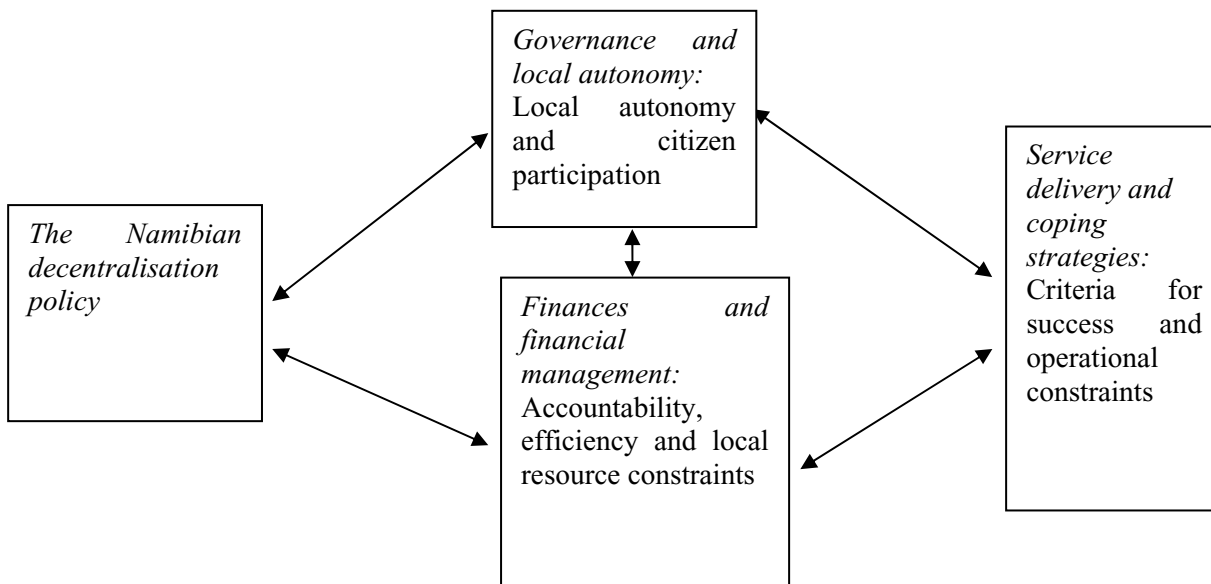 The Namibian
decentralisation
policy
Governance and
local autonomy:
Local autonomy
and citizen
participation
Finances and
financial
management:
Accountability,
efficiency and local
resource constraints
Service
delivery and
coping
strategies:
Criteria for
success and
operational
constraints